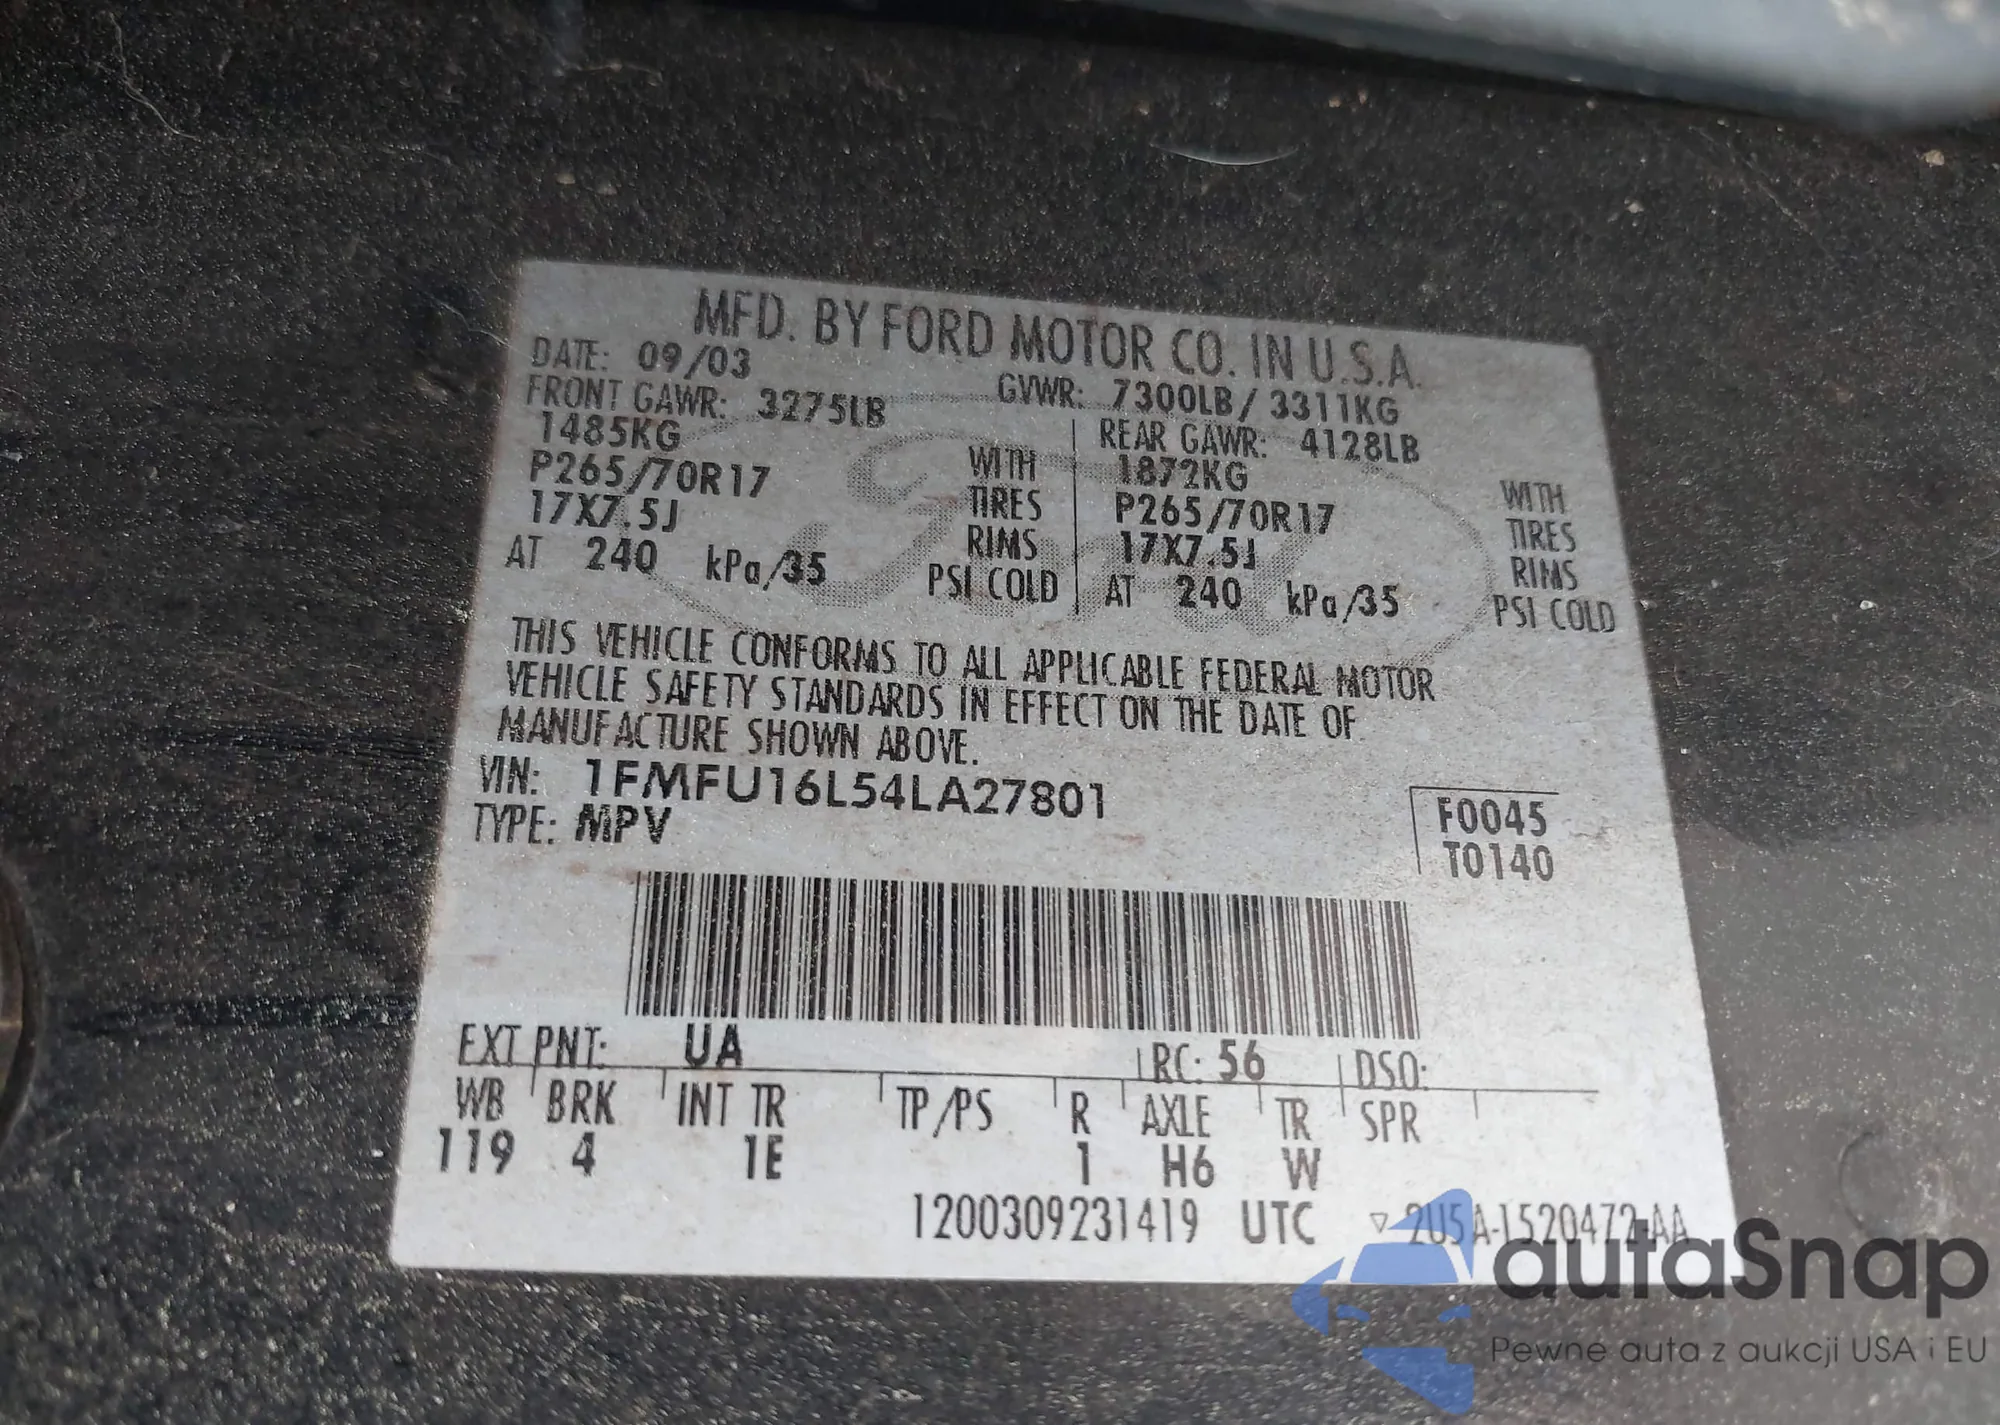 MFD. BY FORD MOTOR CO. IN U.S.A.
DATE: 09/03 GVWR: 7300LB/ 3311KG
FRONT GAWR: 3275LB REAR GAWR: 4128LB
1485KG WITH 1872KG WITH
P265/70R17 TIRES P265/70R17 TIRES
17X7.5J RIMS 17X7.5J RIMS
AT 240 kPa/35 PSI COLD AT 240 kPa/35 PSI COLD
THIS VEHICLE CONFORMS TO ALL APPLICABLE FEDERAL MOTOR
VEHICLE SAFETY STANDARDS IN EFFECT ON THE DATE OF
MANUFACTURE SHOWN ABOVE.
VIN: 1FMFU16L54LA27801
TYPE: MPV
F0045
T0140
EXT PNT: UA RC: 56 DSO:
WB BRK INT TR TP/PS R AXLE TR SPR
119 4 1E 1 H6 W
1200309231419 UTC ▽ 2U5A-1520472-AA
autaSnap
Pewne auta z aukcji USA i EU